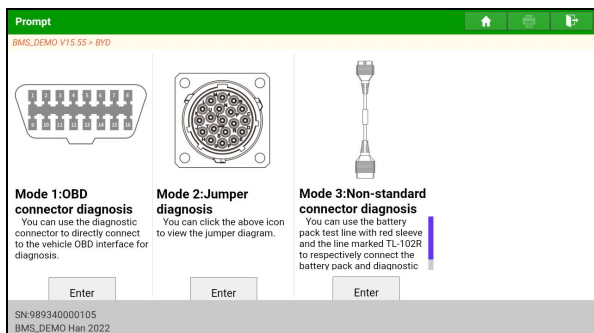 Prompt
BMS_DEMO V15.55 > BYD
1 2 3 4 5 6 7 8
9 10 11 12 13 14 15 16
Mode 1:OBD
connector diagnosis
You can use the diagnostic
connector to directly connect
to the vehicle OBD interface for
diagnosis.
Enter
Mode 2:Jumper
diagnosis
You can click the above icon
to view the jumper diagram.
Enter
Mode 3:Non-standard
connector diagnosis
You can use the battery
pack test line with red sleeve
and the line marked TL-102R
to respectively connect the
battery pack and diagnostic
Enter
SN:989340000105
BMS_DEMO Han 2022